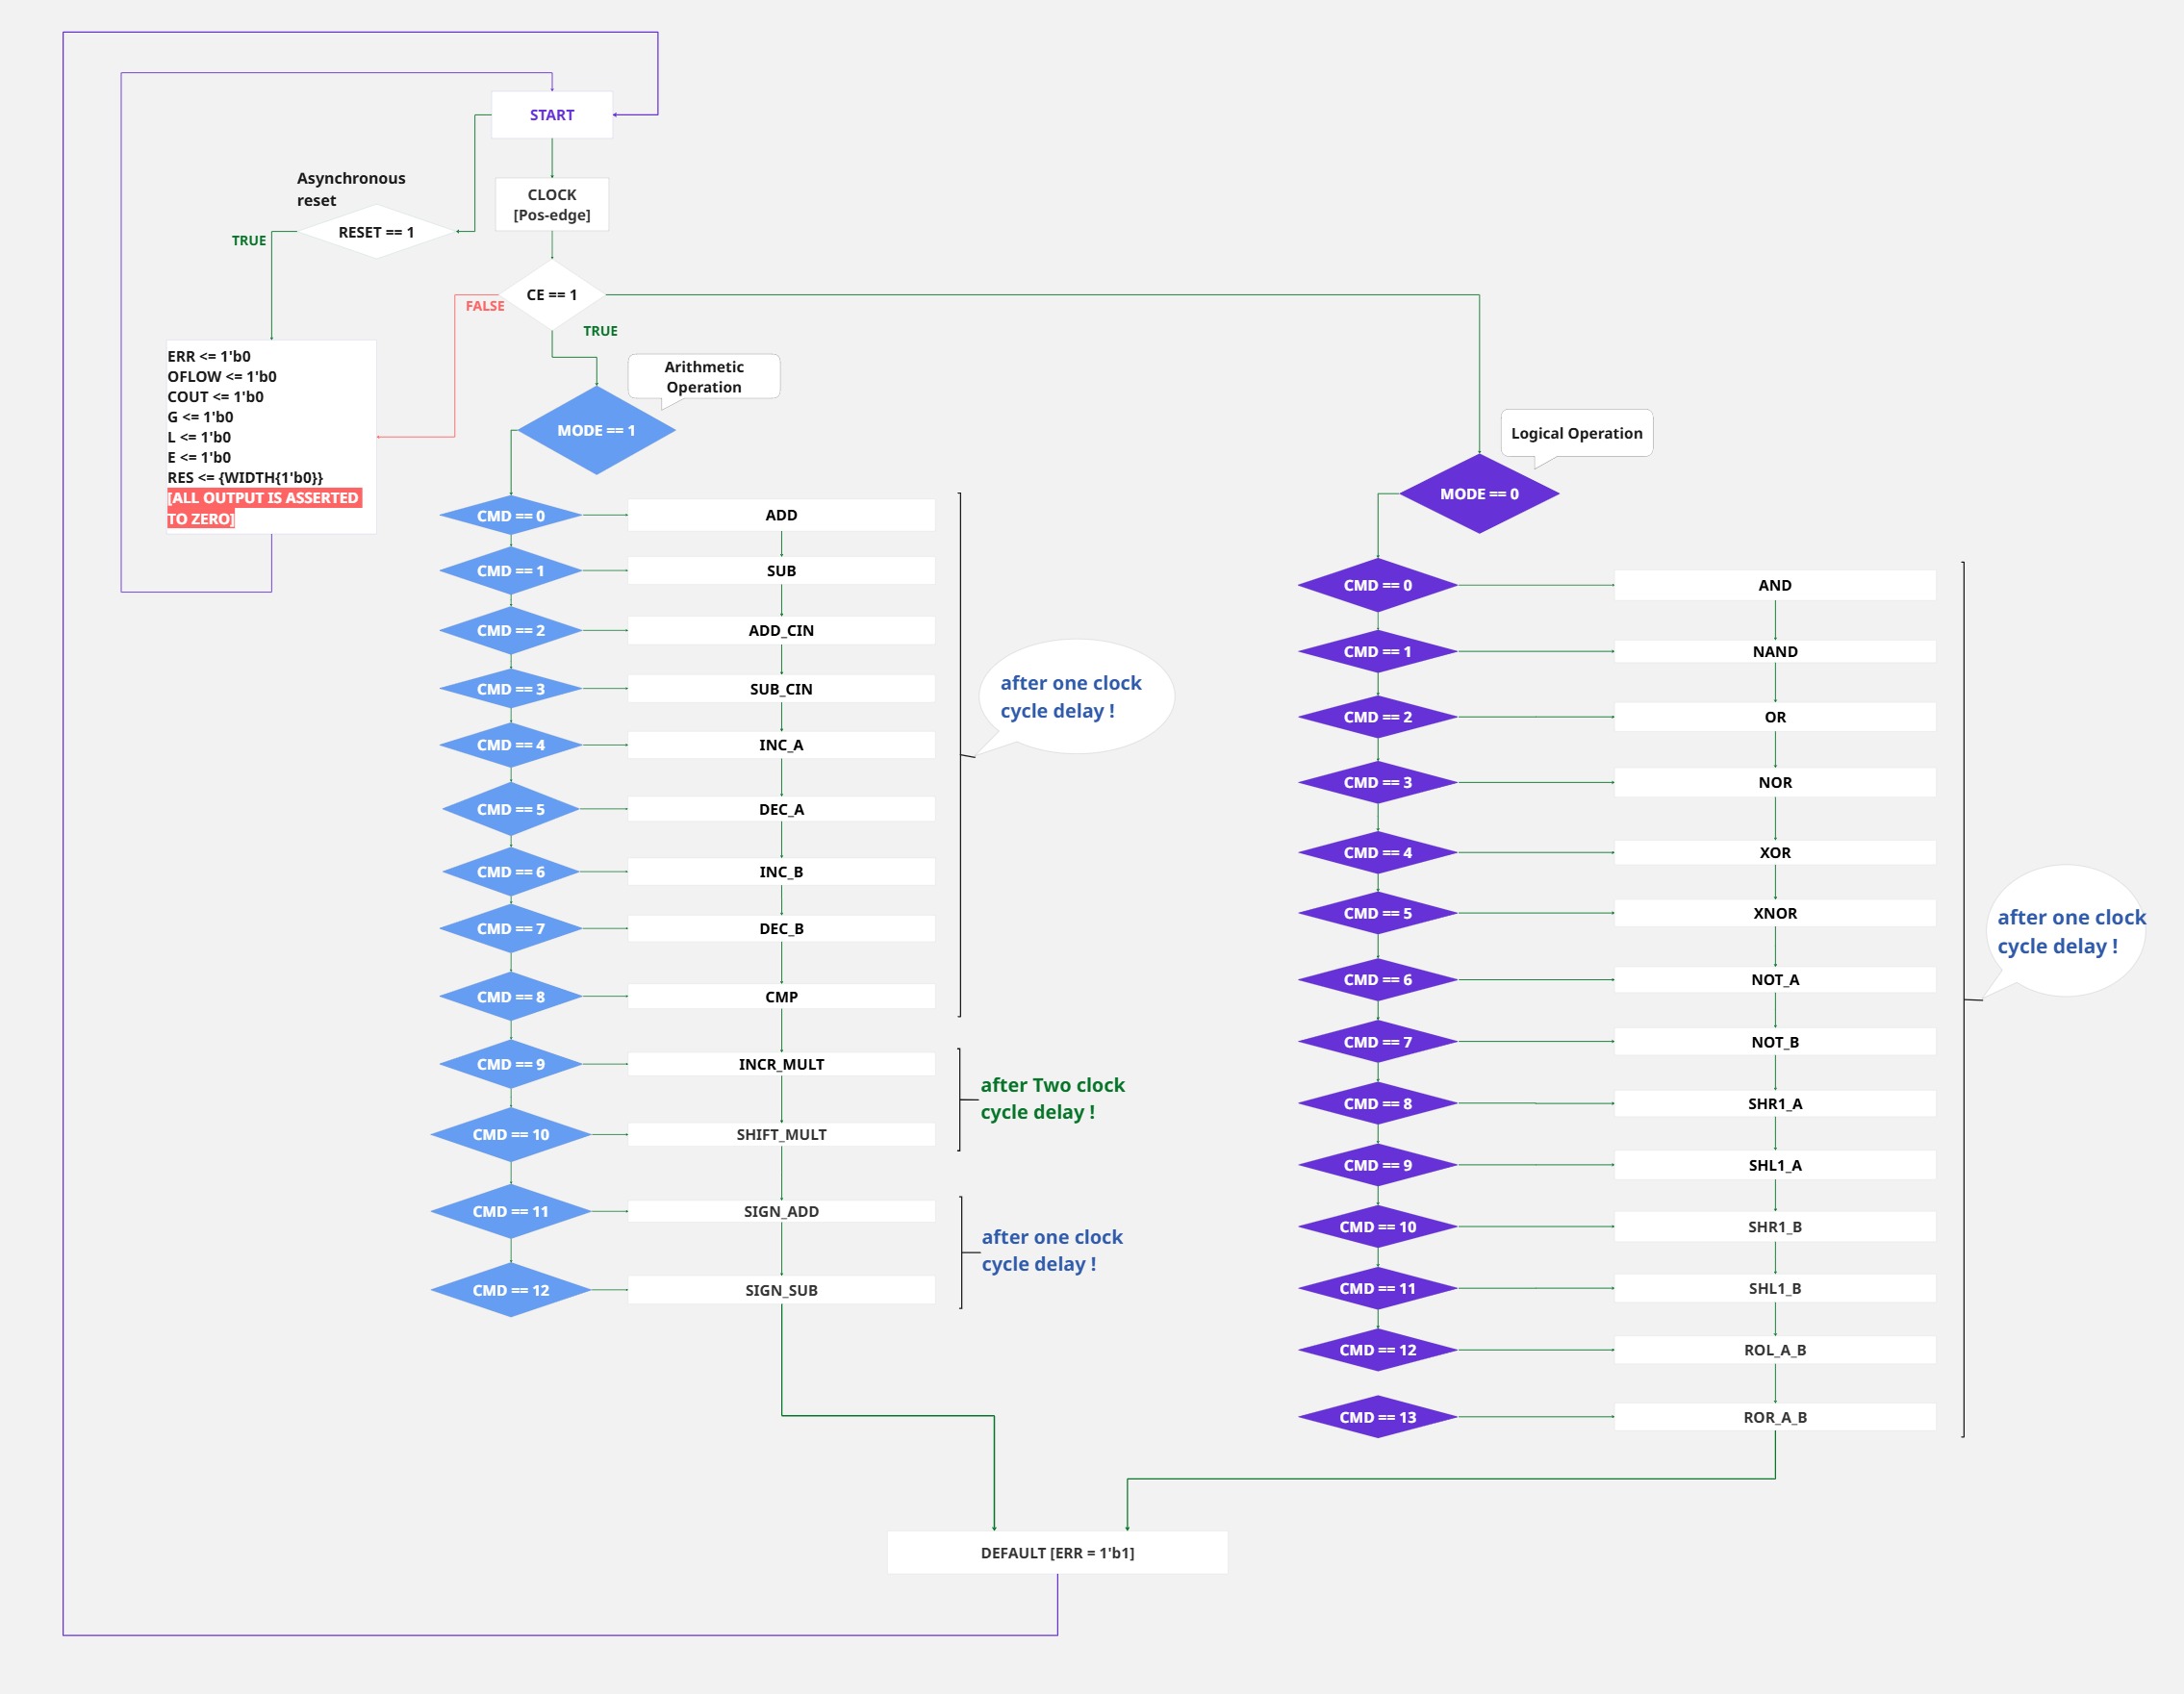 START
Asynchronous
reset
CLOCK
[Pos-edge]
RESET == 1
TRUE
CE == 1
FALSE
TRUE
ERR <= 1'b0
OFLOW <= 1'b0
COUT <= 1'b0
G <= 1'b0
L <= 1'b0
E <= 1'b0
RES <= {WIDTH{1'b0}}
[ALL OUTPUT IS ASSERTED
TO ZERO]
Arithmetic
Operation
MODE == 1
CMD == 0
ADD
CMD == 1
SUB
CMD == 2
ADD_CIN
CMD == 3
SUB_CIN
CMD == 4
INC_A
CMD == 5
DEC_A
CMD == 6
INC_B
CMD == 7
DEC_B
CMD == 8
CMP
after one clock
cycle delay !
CMD == 9
INCR_MULT
CMD == 10
SHIFT_MULT
after Two clock
cycle delay !
CMD == 11
SIGN_ADD
CMD == 12
SIGN_SUB
after one clock
cycle delay !
Logical Operation
MODE == 0
CMD == 0
AND
CMD == 1
NAND
CMD == 2
OR
CMD == 3
NOR
CMD == 4
XOR
CMD == 5
XNOR
CMD == 6
NOT_A
CMD == 7
NOT_B
CMD == 8
SHR1_A
CMD == 9
SHL1_A
CMD == 10
SHR1_B
CMD == 11
SHL1_B
CMD == 12
ROL_A_B
CMD == 13
ROR_A_B
after one clock
cycle delay !
DEFAULT [ERR = 1'b1]